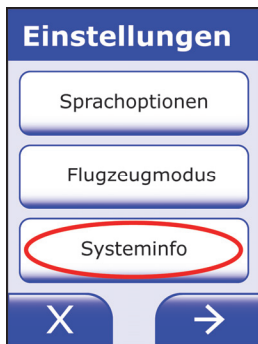 Einstellungen
Sprachoptionen
Flugzeugmodus
Systeminfo
X